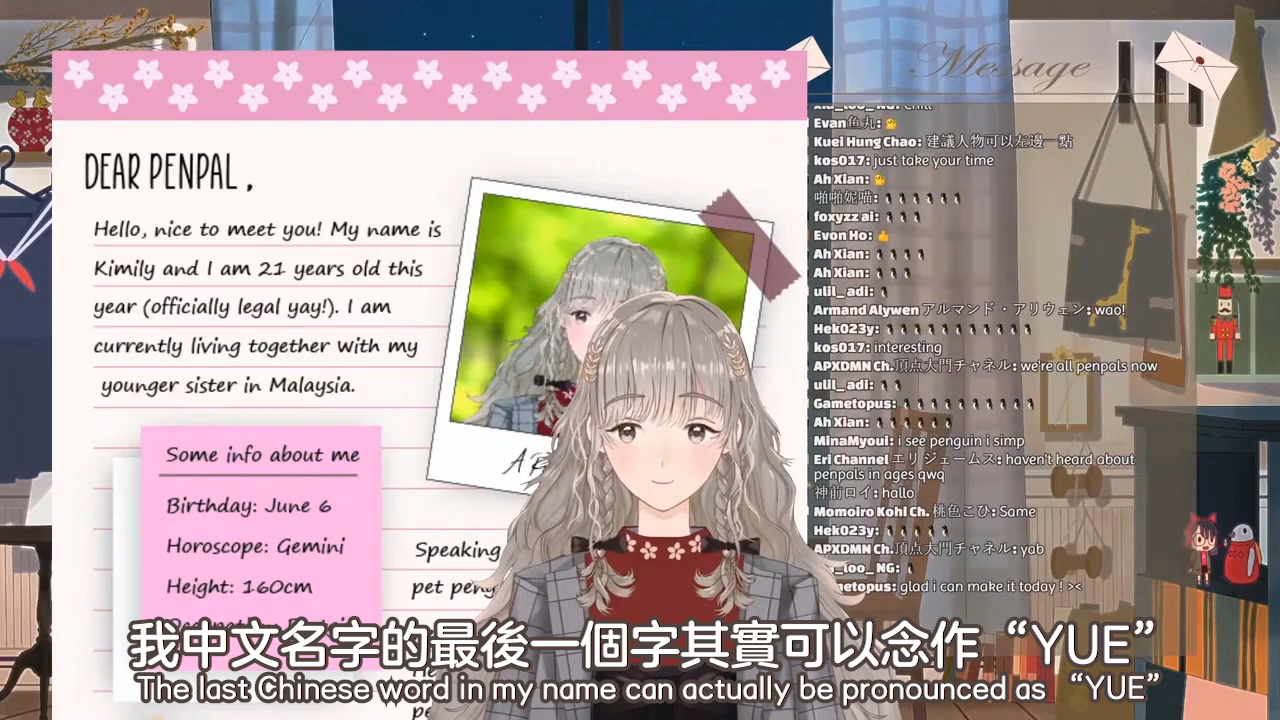 DEAR PENPAL ,
Hello, nice to meet you! My name is
Kimily and I am 21 years old this
year (officially legal yay!). I am
currently living together with my
younger sister in Malaysia.
Some info about me
Birthday: June 6
Horoscope: Gemini
Height: 160cm
Speaking
pet
Message
Evan鱼丸:
Kuei Hung Chao: 建議人物可以左邊一點
kos017: just take your time
Ah Xian:
啪啪妮喵:
foxyzz ai:
Evon Ho:
Ah Xian:
Ah Xian:
ulil_adi:
Armand Alywen アルマンド・アリウェン: wao!
Hek023y:
kos017: interesting
APXDMN Ch.頂点大門チャネル: we're all penpals now
ulil_adi:
Gametopus:
Ah Xian:
MinaMyoui: i see penguin i simp
Eri Channel エリ ジェームス: haven't heard about
penpals in ages qwq
神前ロイ: hallo
Momoiro Kohi Ch. 桃色こひ: Same
Hek023y:
APXDMN Ch.頂点大門チャネル: yab
glad i can make it today ! ><
我中文名字的最後一個字其實可以念作“YUE”
The last Chinese word in my name can actually be pronounced as “YUE”